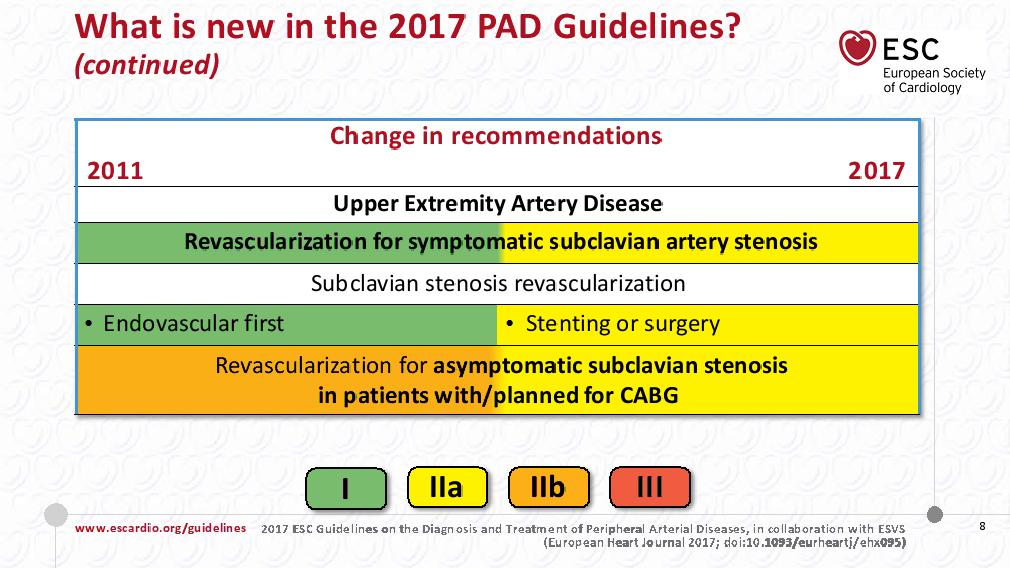 What is new in the 2017 PAD Guidelines?
(continued)
ESC
European Society
of Cardiology
Change in recommendations
2011 2017
Upper Extremity Artery Disease
Revascularization for symptomatic subclavian artery stenosis
Subclavian stenosis revascularization
• Endovascular first • Stenting or surgery
Revascularization for asymptomatic subclavian stenosis
in patients with/planned for CABG
I IIa IIb III
www.escardio.org/guidelines 2017 ESC Guidelines on the Diagnosis and Treatment of Peripheral Arterial Diseases, in collaboration with ESVS 8
(European Heart Journal 2017; doi:10.1093/eurheartj/ehx095)